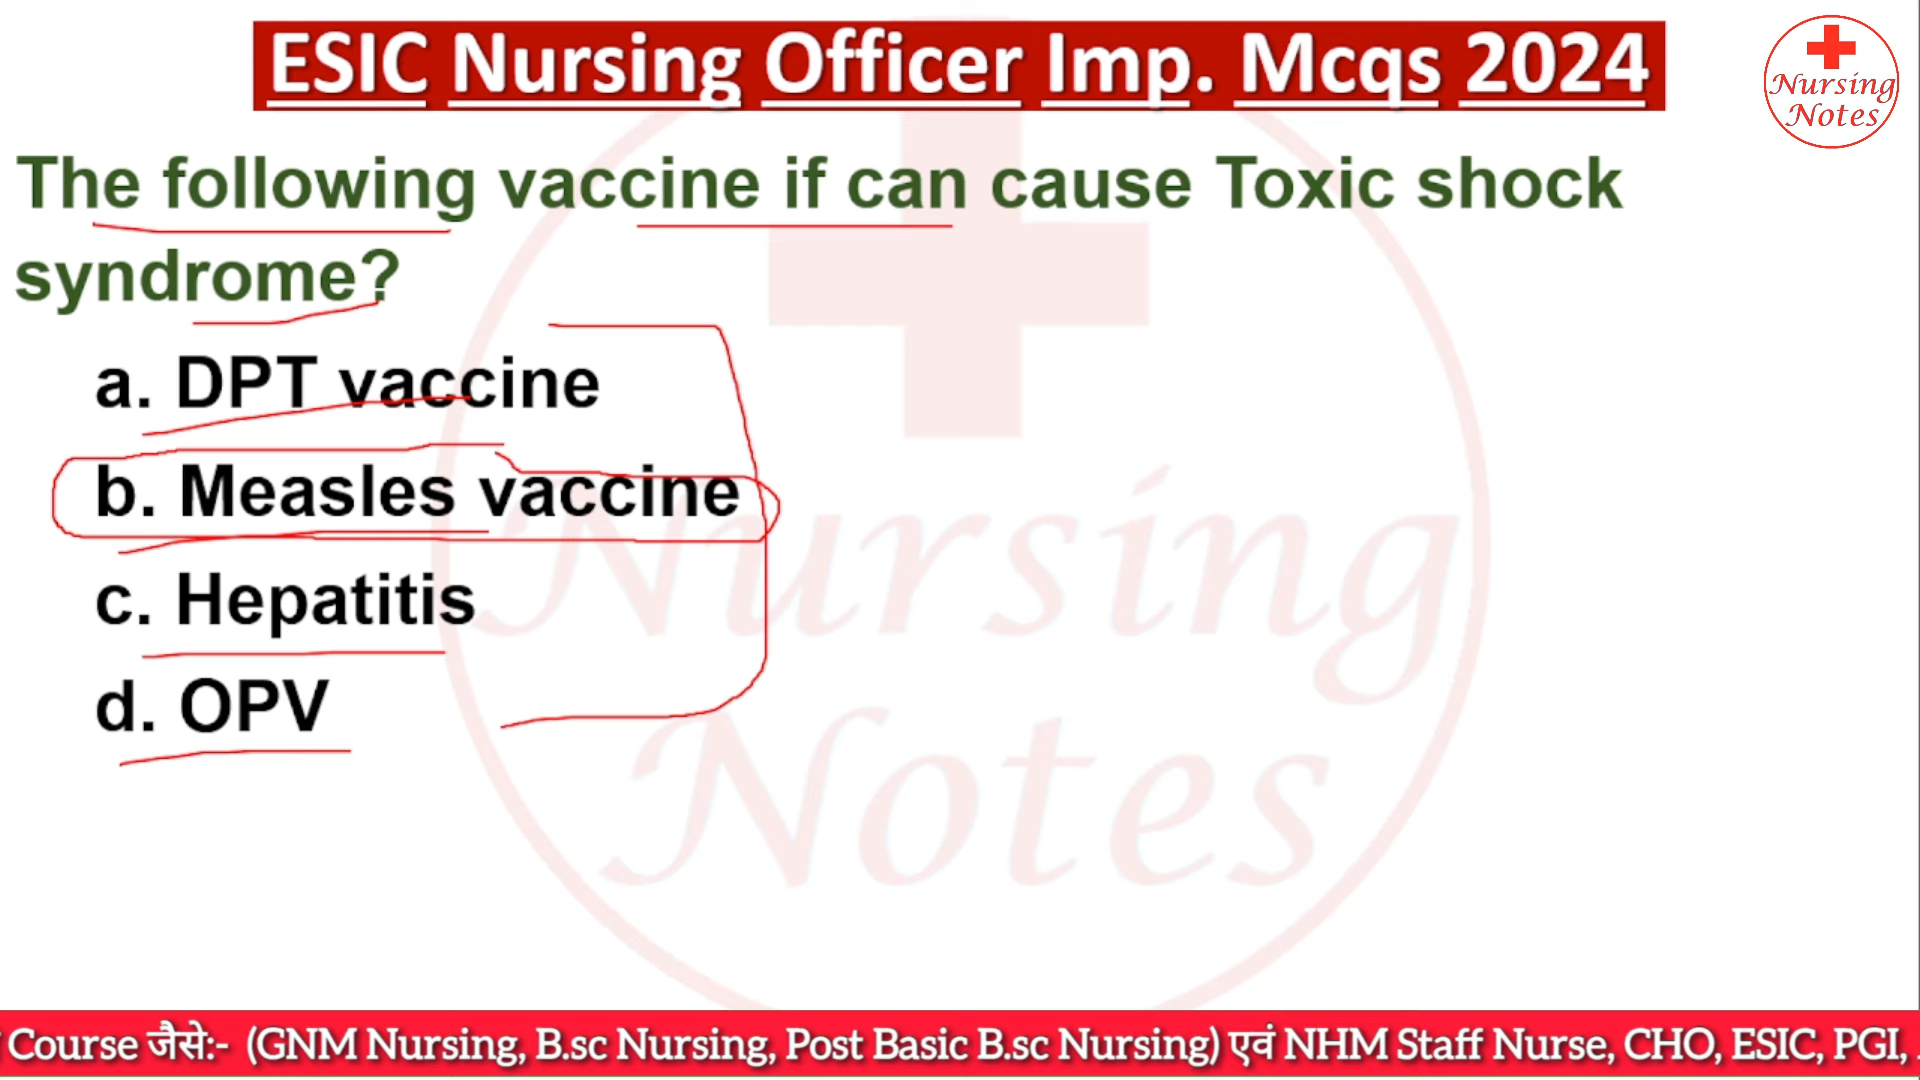 ESIC Nursing Officer Imp. Mcqs 2024
Nursing
Notes
The following vaccine if can cause Toxic shock
syndrome?
a. DPT vaccine
b. Measles vaccine
c. Hepatitis
d. OPV
Nursing
Notes
Course जैसे:- (GNM Nursing, B.sc Nursing, Post Basic B.sc Nursing) एवं NHM Staff Nurse, CHO, ESIC, PGI,